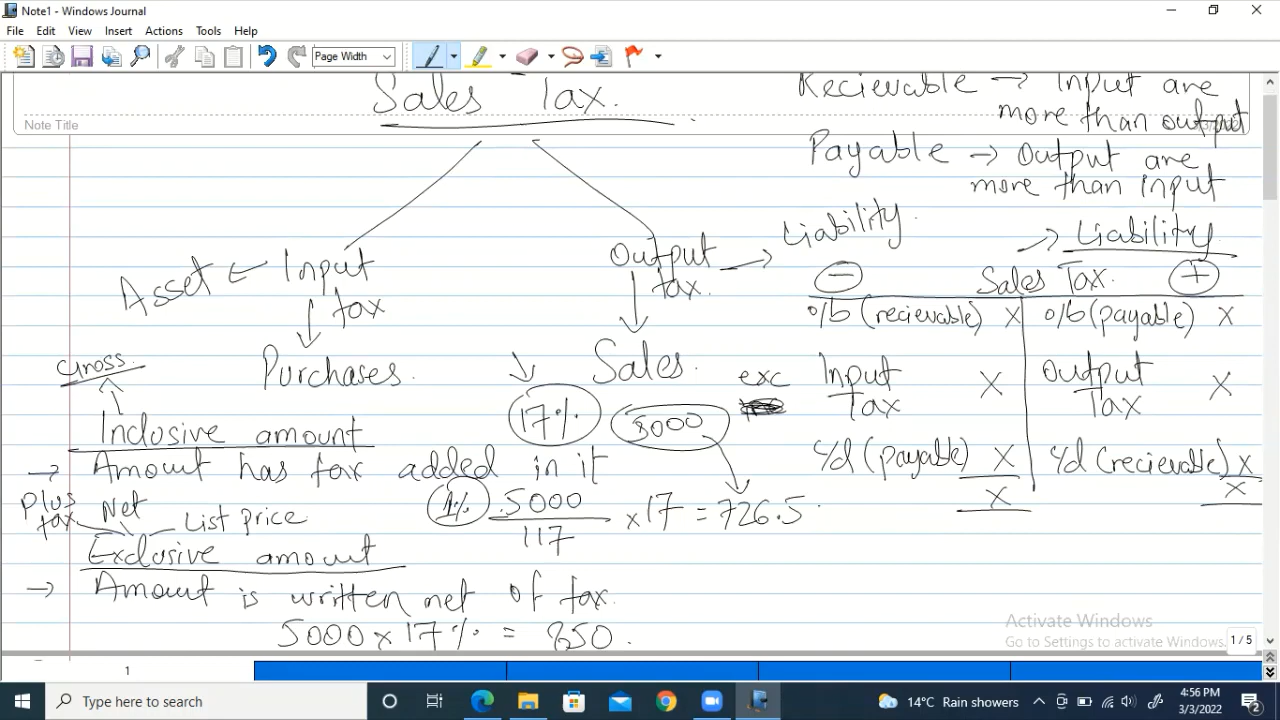 Note1 - Windows Journal
File Edit View Insert Actions Tools Help
Page Width
Sales Tax.
Note Title
Recievable → Input are
more than output
Payable → Output are
more than input
Liability.
→ Liability.
Asset ← Input
tax
Output
tax.
− Sales Tax. +
o/b (recievable) X o/b (payable) X
Purchases.
Sales.
Input
Tax X
Output
Tax X
c/d (payable) X c/d (recievable) X
X X
Gross.
Inclusive amount
17% 5000 exc
→ Amount has tax added in it
1% 5000
117
x 17 = 726.5
plus
tax
Net
List price
Exclusive amount
→ Amount is written net of tax.
5000 x 17% = 850.
Activate Windows
Go to Settings to activate Windows.
1 / 5
1
Type here to search
14°C Rain showers
4:56 PM
3/3/2022
2